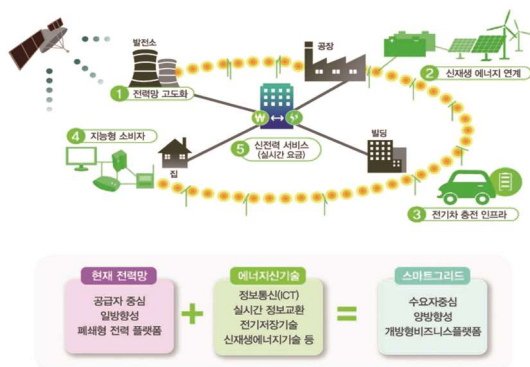 발전소
공장
1 전력망 고도화
2 신재생 에너지 연계
4 지능형 소비자
₩
집
5 신전력 서비스
(실시간 요금)
빌딩
3 전기차 충전 인프라
현재 전력망
공급자 중심
일방향성
폐쇄형 전력 플랫폼
+
에너지신기술
정보통신(ICT)
실시간 정보교환
전기저장기술
신재생에너지기술 등
=
스마트그리드
수요자중심
양방향성
개방형비즈니스플랫폼